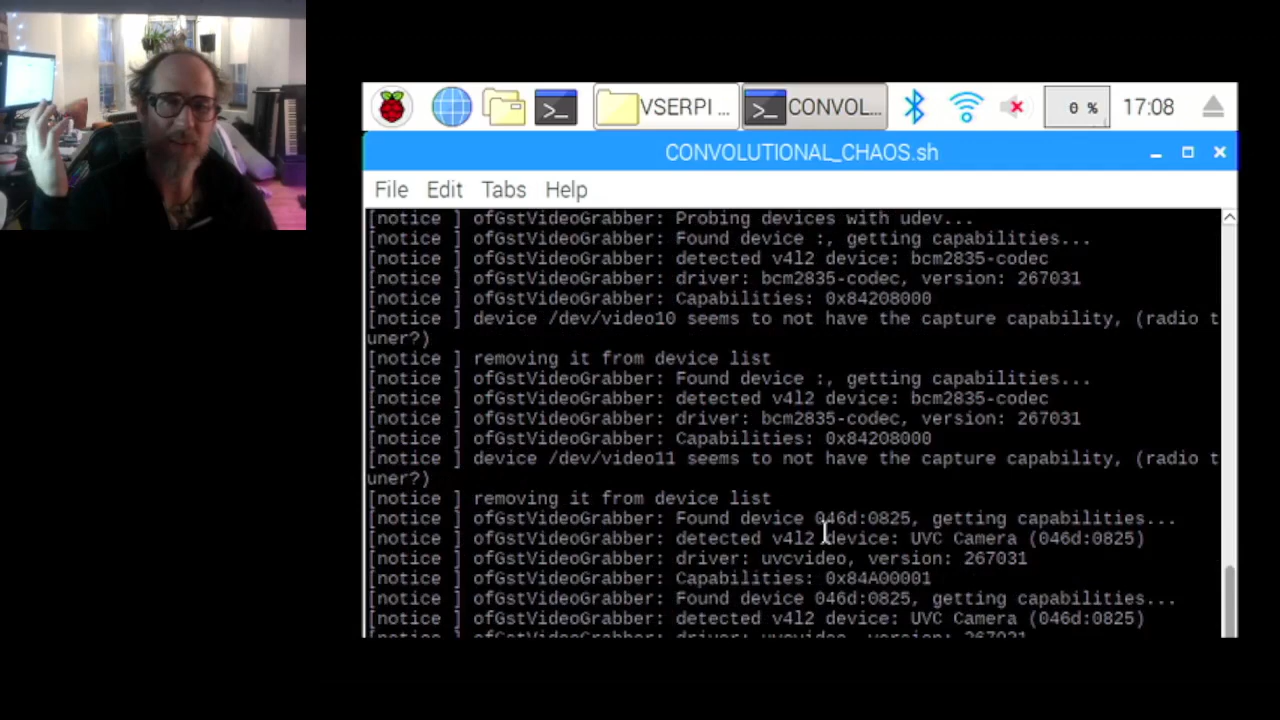 VSERPI ...
CONVOL...
0 %
17:08
CONVOLUTIONAL_CHAOS.sh
File Edit Tabs Help
[notice ] ofGstVideoGrabber: Probing devices with udev...
[notice ] ofGstVideoGrabber: Found device :, getting capabilities...
[notice ] ofGstVideoGrabber: detected v4l2 device: bcm2835-codec
[notice ] ofGstVideoGrabber: driver: bcm2835-codec, version: 267031
[notice ] ofGstVideoGrabber: Capabilities: 0x84208000
[notice ] device /dev/video10 seems to not have the capture capability, (radio t
uner?)
[notice ] removing it from device list
[notice ] ofGstVideoGrabber: Found device :, getting capabilities...
[notice ] ofGstVideoGrabber: detected v4l2 device: bcm2835-codec
[notice ] ofGstVideoGrabber: driver: bcm2835-codec, version: 267031
[notice ] ofGstVideoGrabber: Capabilities: 0x84208000
[notice ] device /dev/video11 seems to not have the capture capability, (radio t
uner?)
[notice ] removing it from device list
[notice ] ofGstVideoGrabber: Found device 046d:0825, getting capabilities...
[notice ] ofGstVideoGrabber: detected v4l2 device: UVC Camera (046d:0825)
[notice ] ofGstVideoGrabber: driver: uvcvideo, version: 267031
[notice ] ofGstVideoGrabber: Capabilities: 0x84A00001
[notice ] ofGstVideoGrabber: Found device 046d:0825, getting capabilities...
[notice ] ofGstVideoGrabber: detected v4l2 device: UVC Camera (046d:0825)
[notice ] ofGstVideoGrabber: driver: uvcvideo, version: 267031